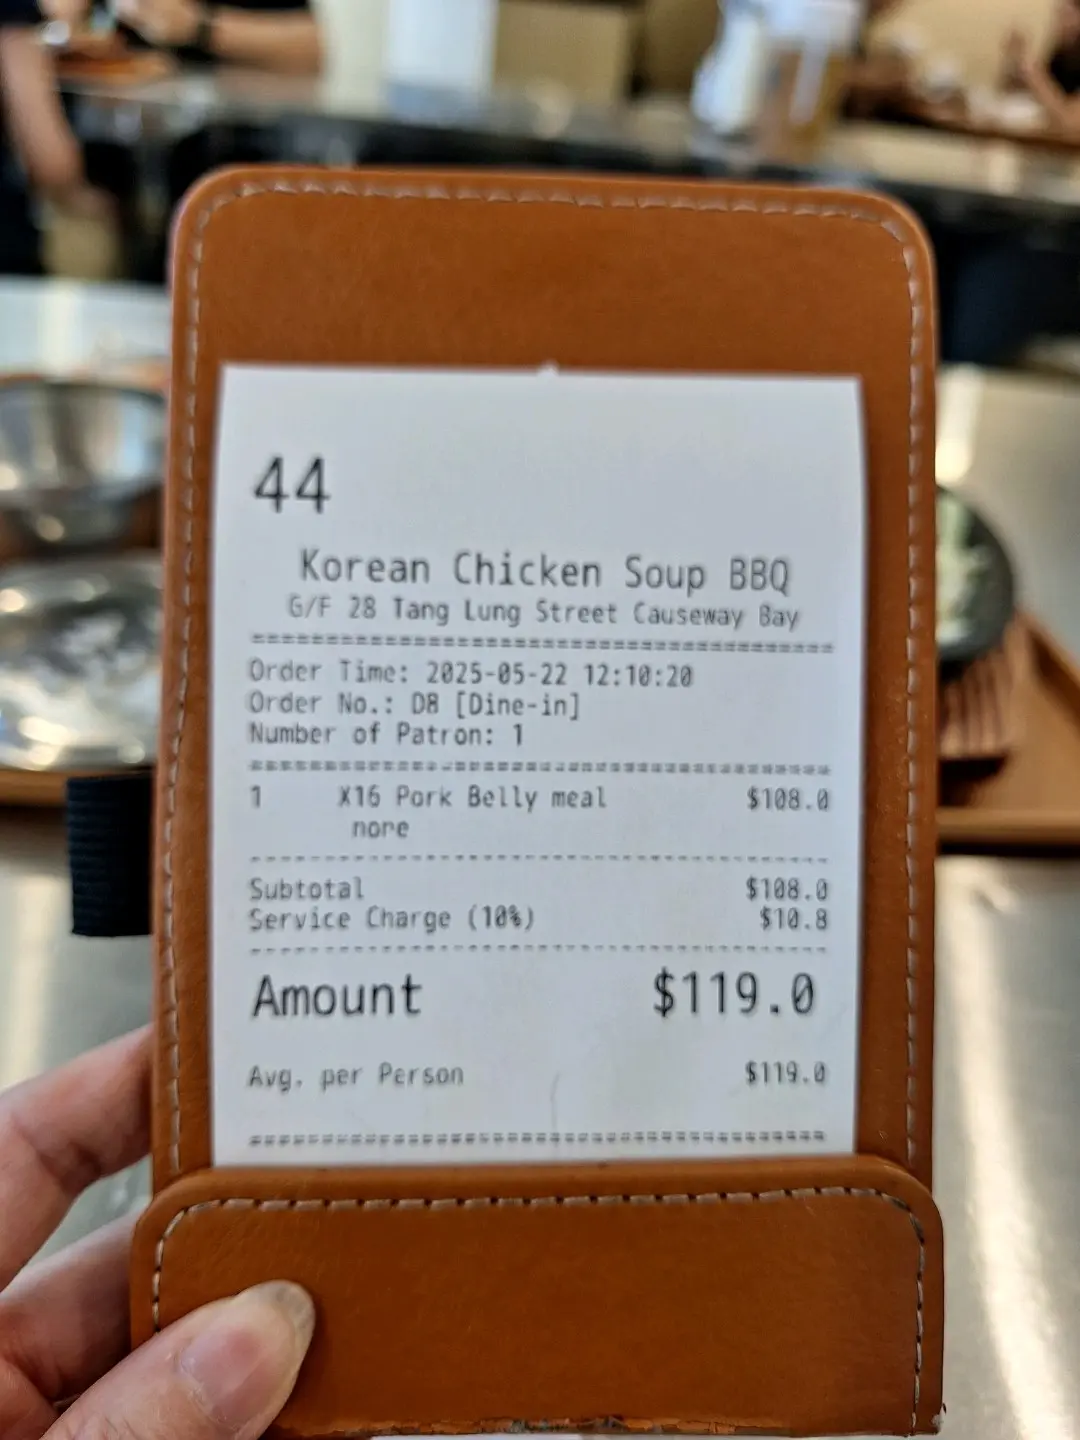 44
Korean Chicken Soup BBQ
G/F 28 Tang Lung Street Causeway Bay
Order Time: 2025-05-22 12:10:20
Order No.: D8 [Dine-in]
Number of Patron: 1
1 X16 Pork Belly meal $108.0
nore
Subtotal $108.0
Service Charge (10%) $10.8
Amount $119.0
Avg. per Person $119.0